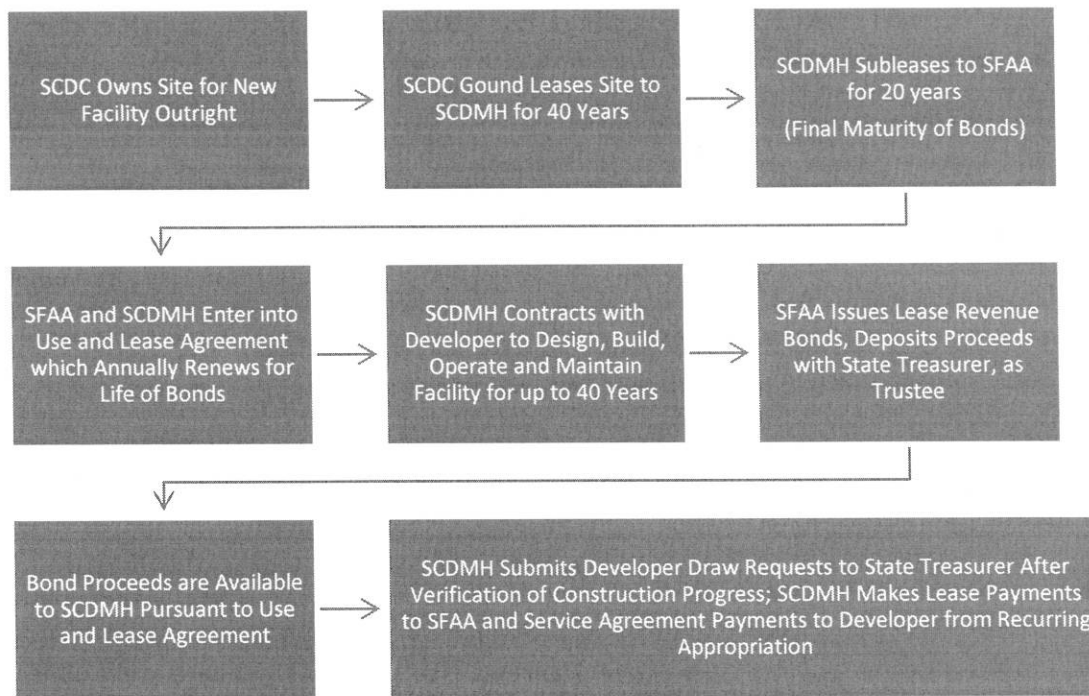 SCDC Owns Site for New
Facility Outright
SCDC Gound Leases Site to
SCDMH for 40 Years
SCDMH Subleases to SFAA
for 20 years
(Final Maturity of Bonds)
SFAA and SCDMH Enter into
Use and Lease Agreement
which Annually Renews for
Life of Bonds
SCDMH Contracts with
Developer to Design, Build,
Operate and Maintain
Facility for up to 40 Years
SFAA Issues Lease Revenue
Bonds, Deposits Proceeds
with State Treasurer, as
Trustee
Bond Proceeds are Available
to SCDMH Pursuant to Use
and Lease Agreement
SCDMH Submits Developer Draw Requests to State Treasurer After
Verification of Construction Progress; SCDMH Makes Lease Payments
to SFAA and Service Agreement Payments to Developer from Recurring
Appropriation